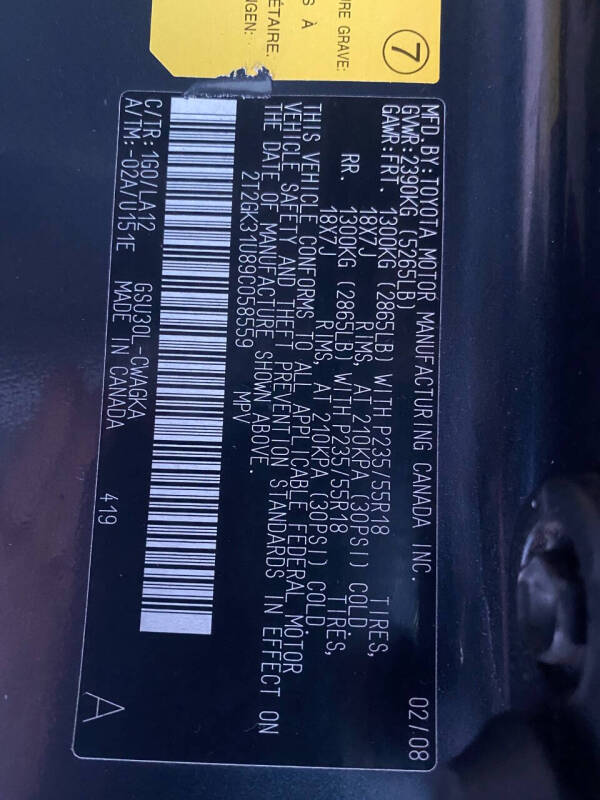 7
URE GRAVE:
S À
ÉTAIRE.
NGEN:
MFD. BY: TOYOTA MOTOR MANUFACTURING CANADA INC. 02/08
GVWR: 2390KG (5265LB)
GAWR: FRT. 1300KG (2865LB) WITH P235/55R18 TIRES,
18X7J RIMS, AT 210KPA (30PSI) COLD.
RR. 1300KG (2865LB) WITH P235/55R18 TIRES,
18X7J RIMS, AT 210KPA (30PSI) COLD.
THIS VEHICLE CONFORMS TO ALL APPLICABLE FEDERAL MOTOR
VEHICLE SAFETY AND THEFT PREVENTION STANDARDS IN EFFECT ON
THE DATE OF MANUFACTURE SHOWN ABOVE.
2T2GK31U89C058559 MPV
C/TR: 1G0/LA12 GSU30L-CWAGKA 419 A
A/TM:-02A/U151E MADE IN CANADA